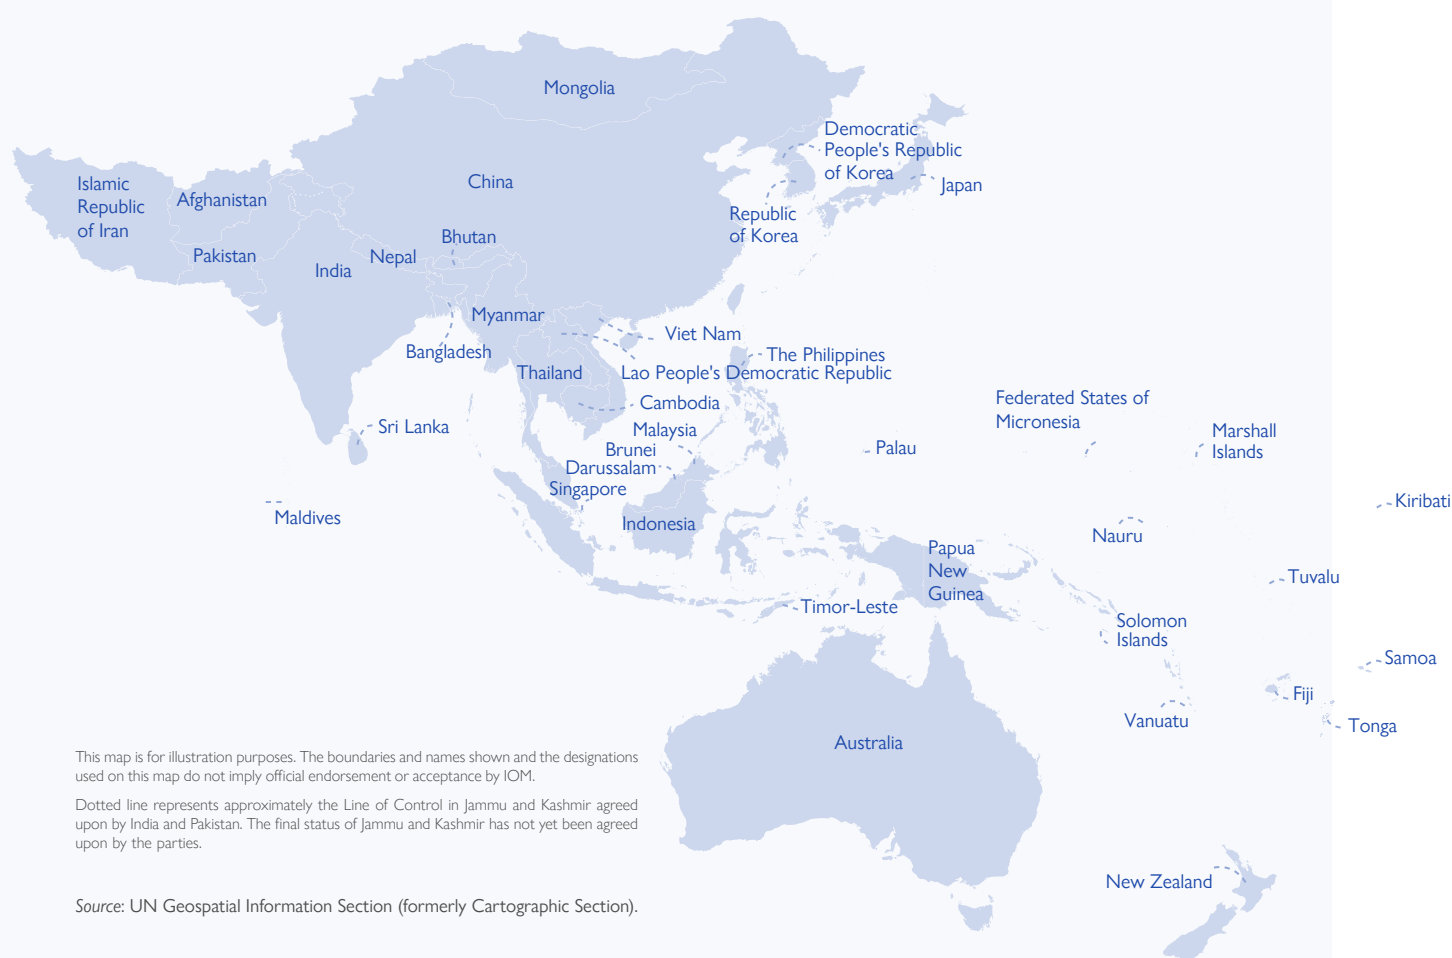 Mongolia
Democratic
People's Republic
of Korea
Japan
China
Islamic
Republic
of Iran
Afghanistan
Republic
of Korea
Bhutan
Pakistan
Nepal
India
Myanmar
Viet Nam
Bangladesh
The Philippines
Thailand
Lao People's Democratic Republic
Cambodia
Federated States of
Micronesia
Sri Lanka
Malaysia
Marshall
Islands
Brunei
Darussalam
Palau
Singapore
Kiribati
Maldives
Indonesia
Nauru
Papua
New
Guinea
Tuvalu
Timor-Leste
Solomon
Islands
Samoa
Fiji
Vanuatu
Tonga
Australia
This map is for illustration purposes. The boundaries and names shown and the designations
used on this map do not imply official endorsement or acceptance by IOM.
Dotted line represents approximately the Line of Control in Jammu and Kashmir agreed
upon by India and Pakistan. The final status of Jammu and Kashmir has not yet been agreed
upon by the parties.
New Zealand
Source: UN Geospatial Information Section (formerly Cartographic Section).